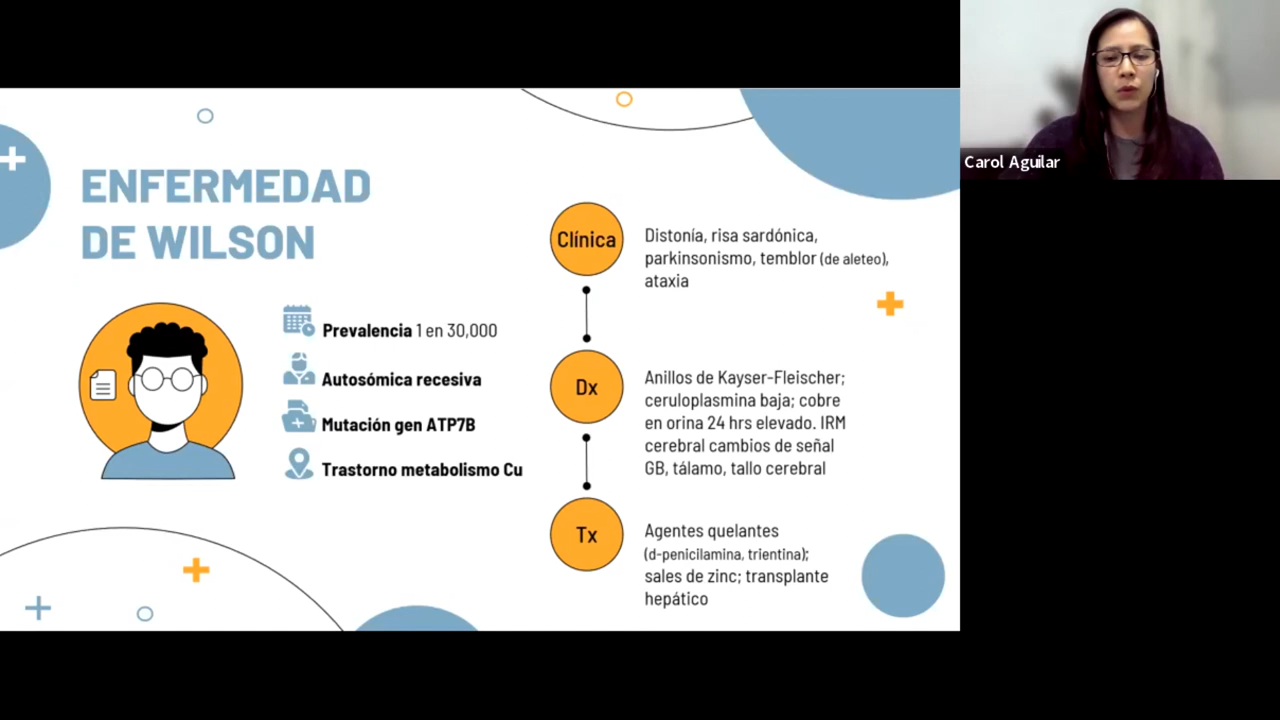 ENFERMEDAD
DE WILSON
Prevalencia 1 en 30,000
Autosómica recesiva
Mutación gen ATP7B
Trastorno metabolismo Cu
Clínica
Distonía, risa sardónica,
parkinsonismo, temblor (de aleteo),
ataxia
Dx
Anillos de Kayser-Fleischer;
ceruloplasmina baja; cobre
en orina 24 hrs elevado. IRM
cerebral cambios de señal
GB, tálamo, tallo cerebral
Tx
Agentes quelantes
(d-penicilamina, trientina);
sales de zinc; transplante
hepático
Carol Aguilar